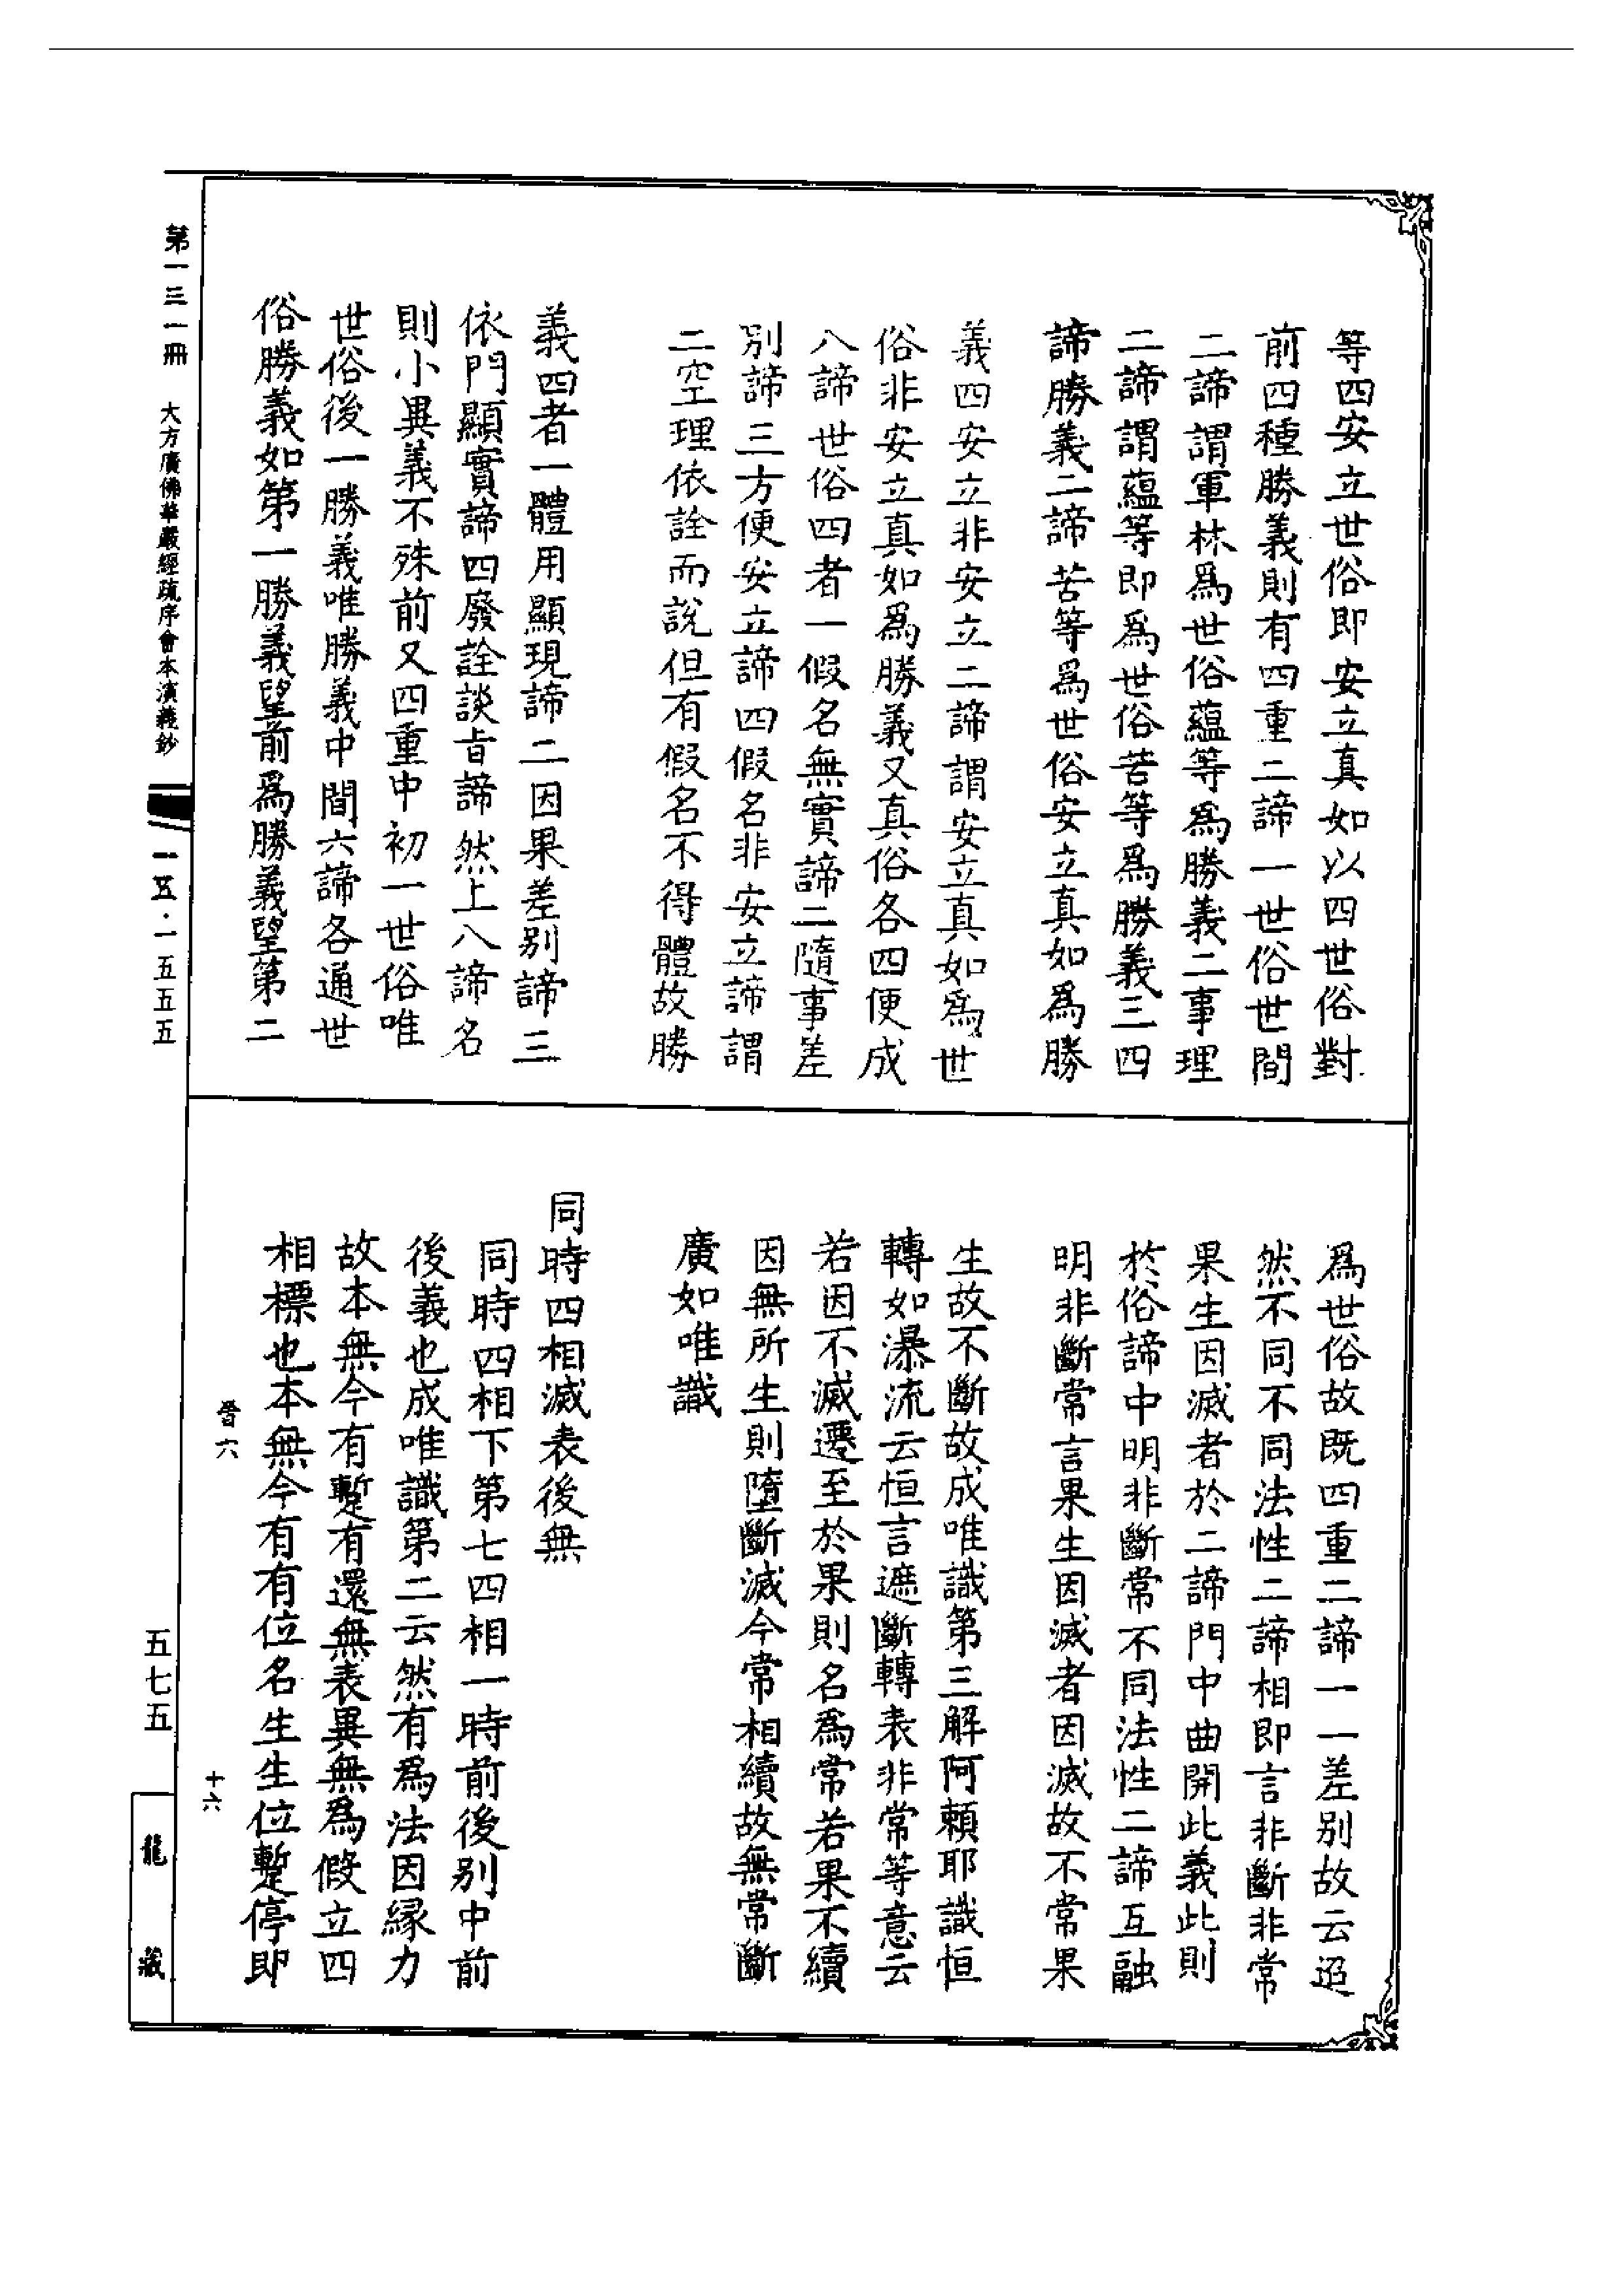 等四安立世俗即安立真如以四世俗對
前四種勝義則有四重二諦一世俗世間
二諦謂軍林為世俗蘊等為勝義二事理
二諦謂蘊等即為世俗苦等為勝義三四
諦勝義二諦苦等為世俗安立真如為勝
義四安立非安立二諦謂安立真如為世
俗非安立真如為勝義又真俗各四便成
八諦世俗四者一假名無實諦二隨事差
別諦三方便安立諦四假名非安立諦謂
二空理依詮而說但有假名不得體故勝
義四者一體用顯現諦二因果差別諦三
依門顯實諦四廢詮談旨諦然上八諦名
則小異義不殊前又四重中初一世俗唯
世俗後一勝義唯勝義中間六諦各通世
俗勝義如第一勝義望前為勝義望第二
為世俗故既四重二諦一一差別故云迢
然不同不同法性二諦相即言非斷非常
果生因滅者於二諦門中曲開此義此則
於俗諦中明非斷常不同法性二諦互融
明非斷常言果生因滅者因滅故不常果
生故不斷故成唯識第三解阿賴耶識恒
轉如瀑流云恒言遮斷轉表非常等意云
若因不滅遷至於果則名為常若果不續
因無所生則墮斷滅今常相續故無常斷
廣如唯識
同時四相滅表後無
同時四相下第七四相一時前後別中前
後義也成唯識第二云然有為法因緣力
故本無今有暫有還無表異無為假立四
相標也本無今有有位名生生位暫停即
晉六
十六
第一三一冊 大方廣佛華嚴經疏序會本演義鈔
一五·一五五五
五七五
龍藏